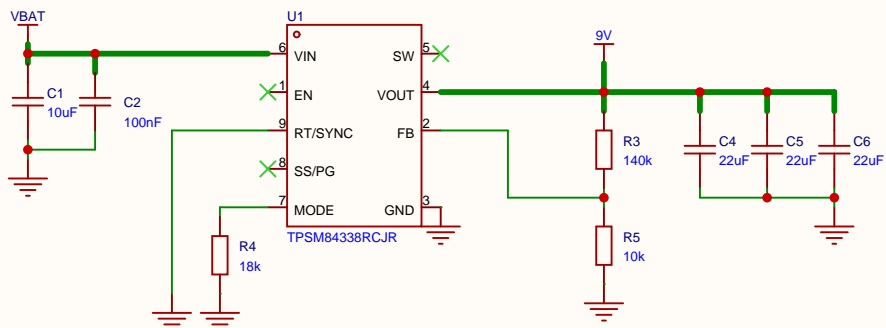 VBAT
C1
10uF
C2
100nF
U1
6 VIN
1 EN
9 RT/SYNC
8 SS/PG
7 MODE
SW 5
VOUT 4
FB 2
GND 3
TPSM84338RCJR
R4
18k
9V
R3
140k
R5
10k
C4
22uF
C5
22uF
C6
22uF